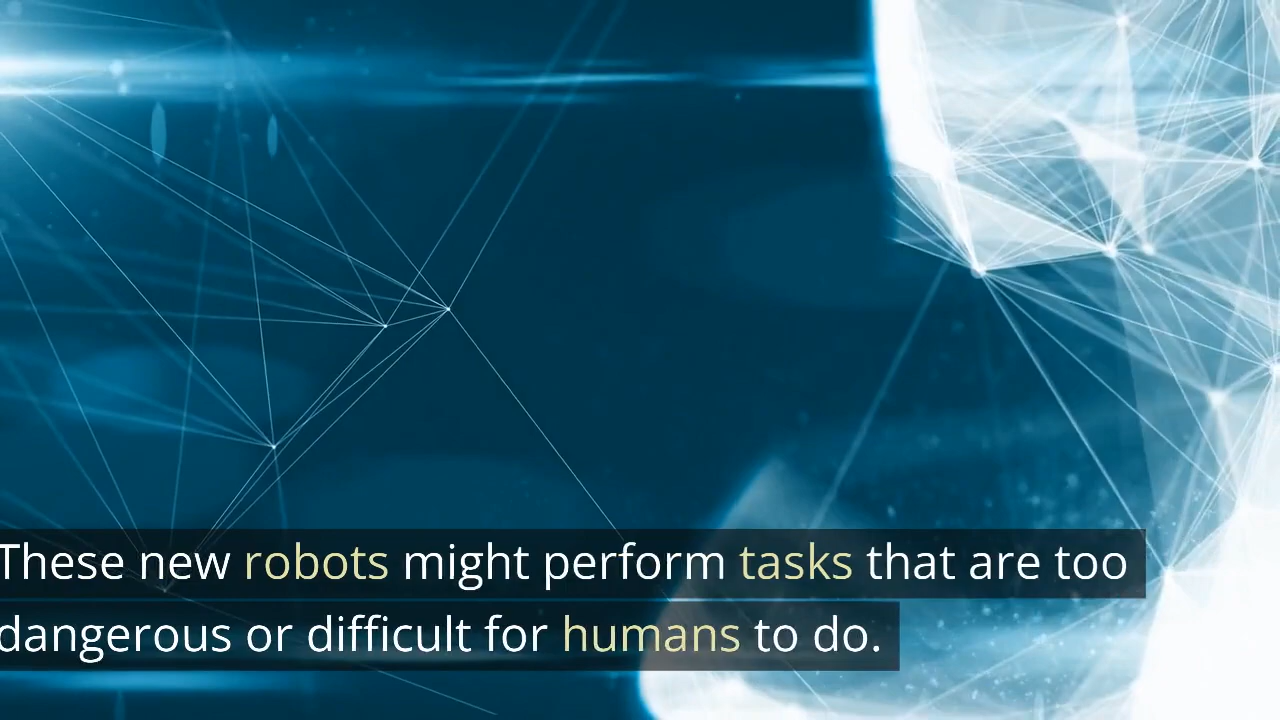 These new robots might perform tasks that are too
dangerous or difficult for humans to do.